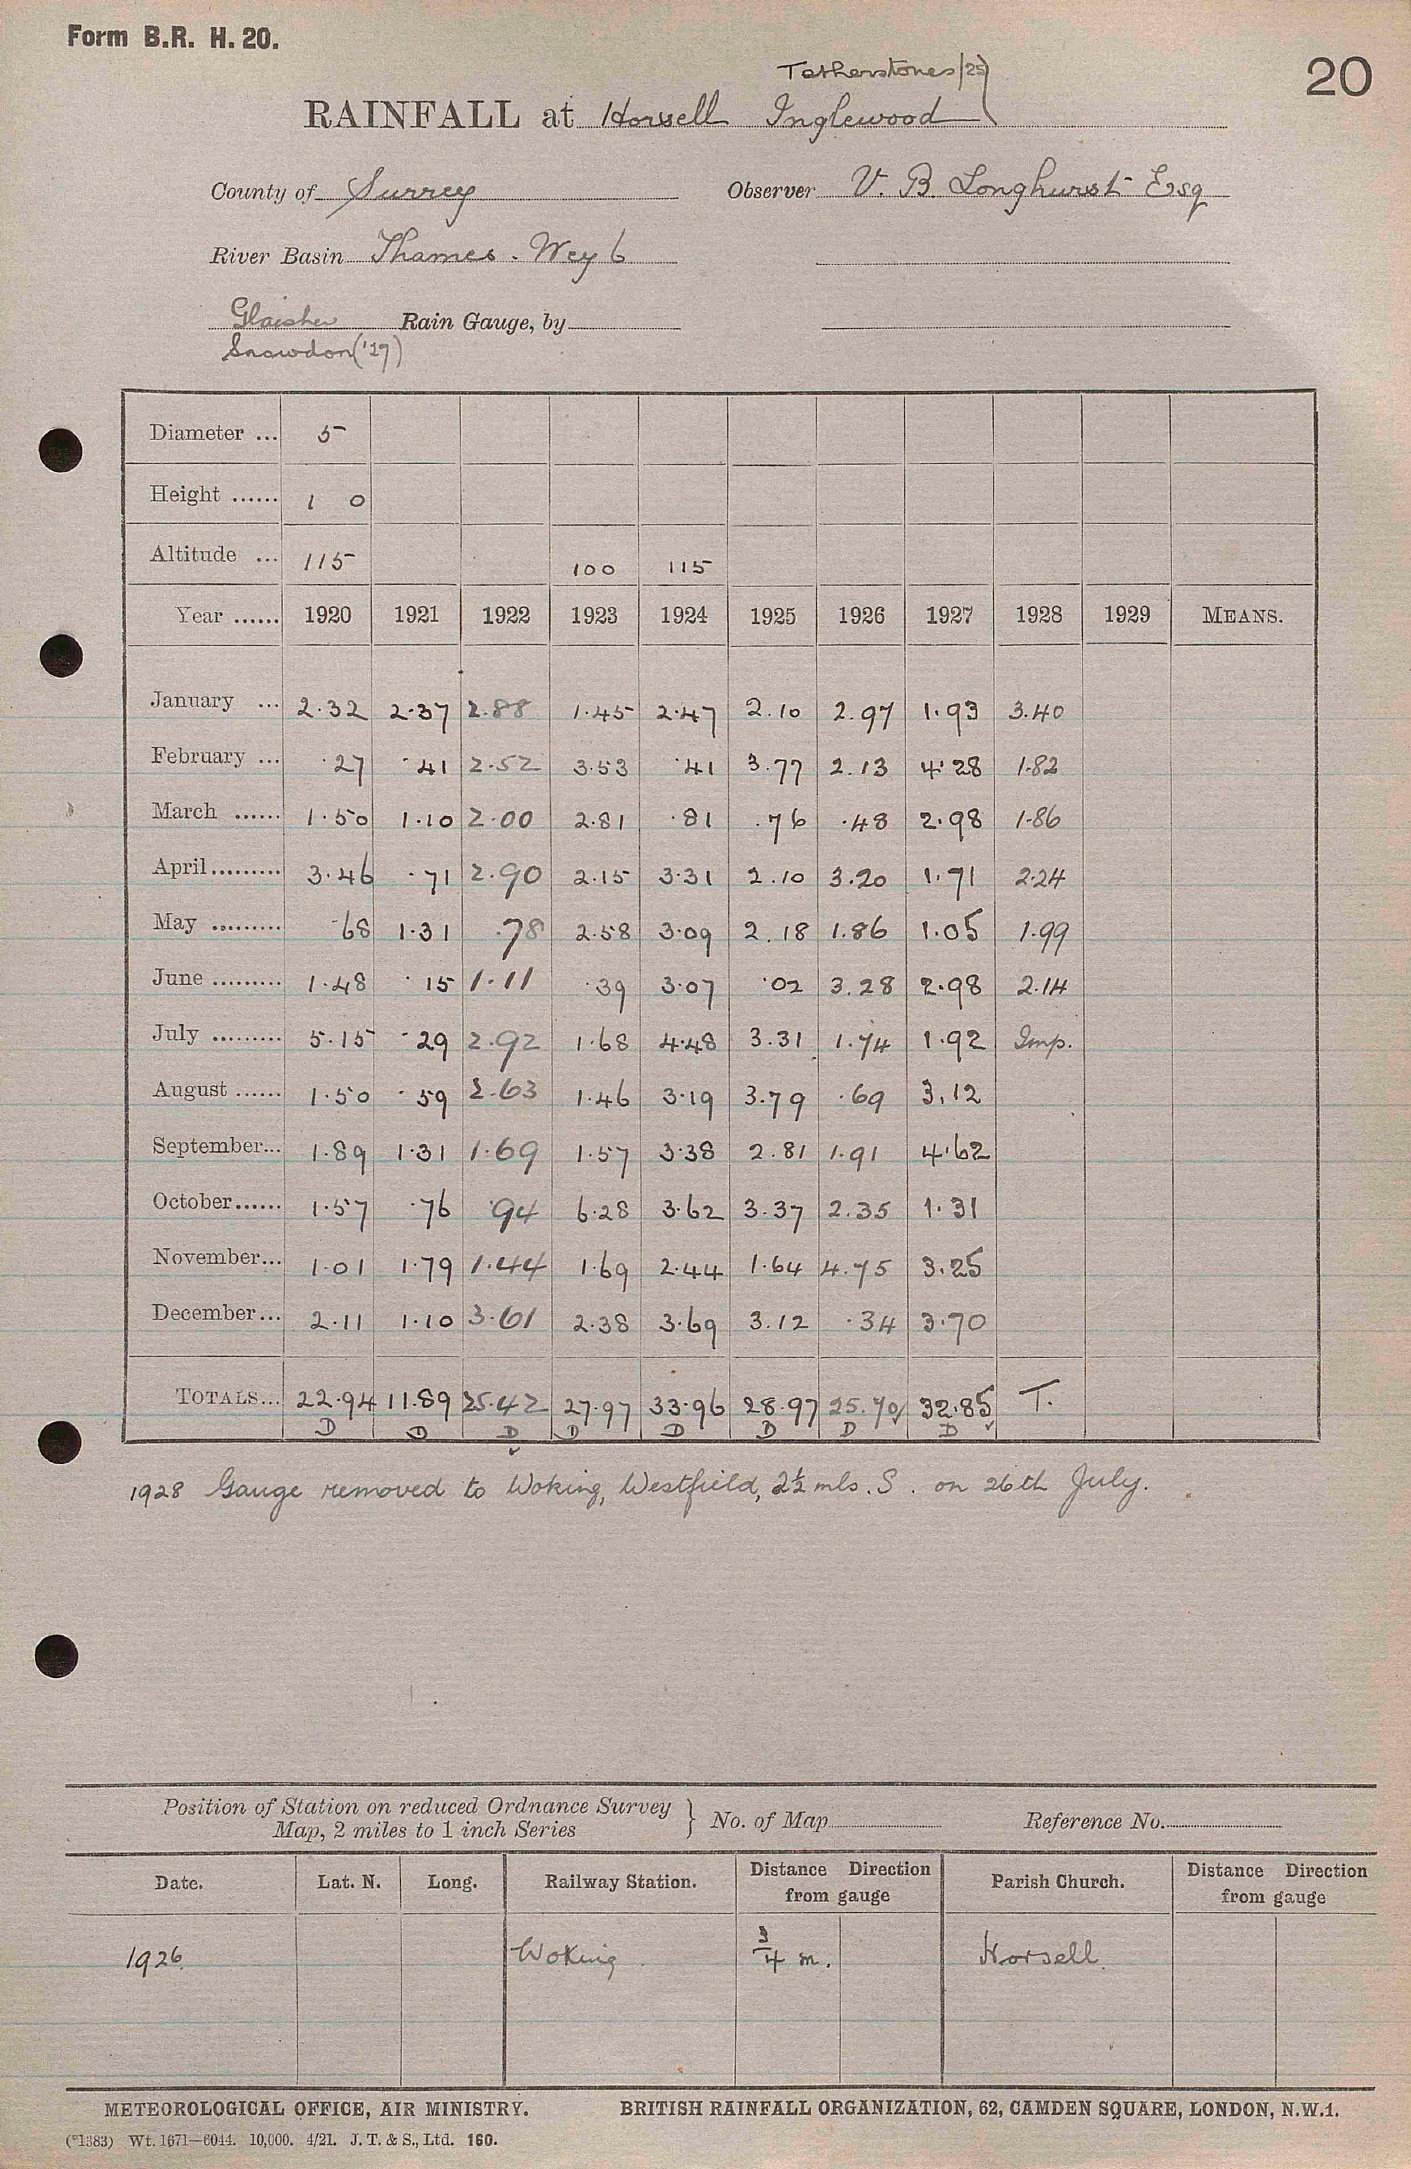 Form B.R. H. 20.
20
Tetherstones (25)
RAINFALL at Horsell Inglewood
County of Surrey Observer V. B. Longhurst Esq
River Basin Thames. Wey 6
Glaisher Rain Gauge, by
Snowdon ('27)
Diameter ... 5
Height ...... 1 0
Altitude ... 115 100 115
Year ...... 1920 1921 1922 1923 1924 1925 1926 1927 1928 1929 MEANS.
January ... 2.32 2.37 2.88 1.45 2.47 2.10 2.97 1.93 3.40
February ... .27 .41 2.52 3.53 .41 3.77 2.13 4.28 1.82
March ...... 1.50 1.10 2.00 2.81 .81 .76 .48 2.98 1.86
April ......... 3.46 .71 2.90 2.15 3.31 2.10 3.20 1.71 2.24
May ......... .68 1.31 .78 2.58 3.09 2.18 1.86 1.05 1.99
June ......... 1.48 .15 1.11 .39 3.07 .02 3.28 2.98 2.14
July ......... 5.15 .29 2.92 1.68 4.48 3.31 1.74 1.92 Imp.
August ...... 1.50 .59 2.63 1.46 3.19 3.79 .69 3.12
September... 1.89 1.31 1.69 1.57 3.38 2.81 1.91 4.62
October...... 1.57 .76 .94 6.28 3.62 3.37 2.35 1.31
November... 1.01 1.79 1.44 1.69 2.44 1.64 4.75 3.25
December... 2.11 1.10 3.61 2.38 3.69 3.12 .34 3.70
TOTALS... 22.94 11.89 25.42 27.97 33.96 28.97 25.70 32.85 T.
D D D D D D D D
1928 Gauge removed to Woking, Westfield, 2½ mls. S. on 26th July.
Position of Station on reduced Ordnance Survey
Map, 2 miles to 1 inch Series } No. of Map Reference No.
Date. Lat. N. Long. Railway Station. Distance Direction from gauge Parish Church. Distance Direction from gauge
1926. Woking. ¾ m. Horsell.
METEOROLOGICAL OFFICE, AIR MINISTRY. BRITISH RAINFALL ORGANIZATION, 62, CAMDEN SQUARE, LONDON, N.W.1.
(*1383) Wt. 1671—6044. 10,000. 4/21. J. T. & S., Ltd. 160.